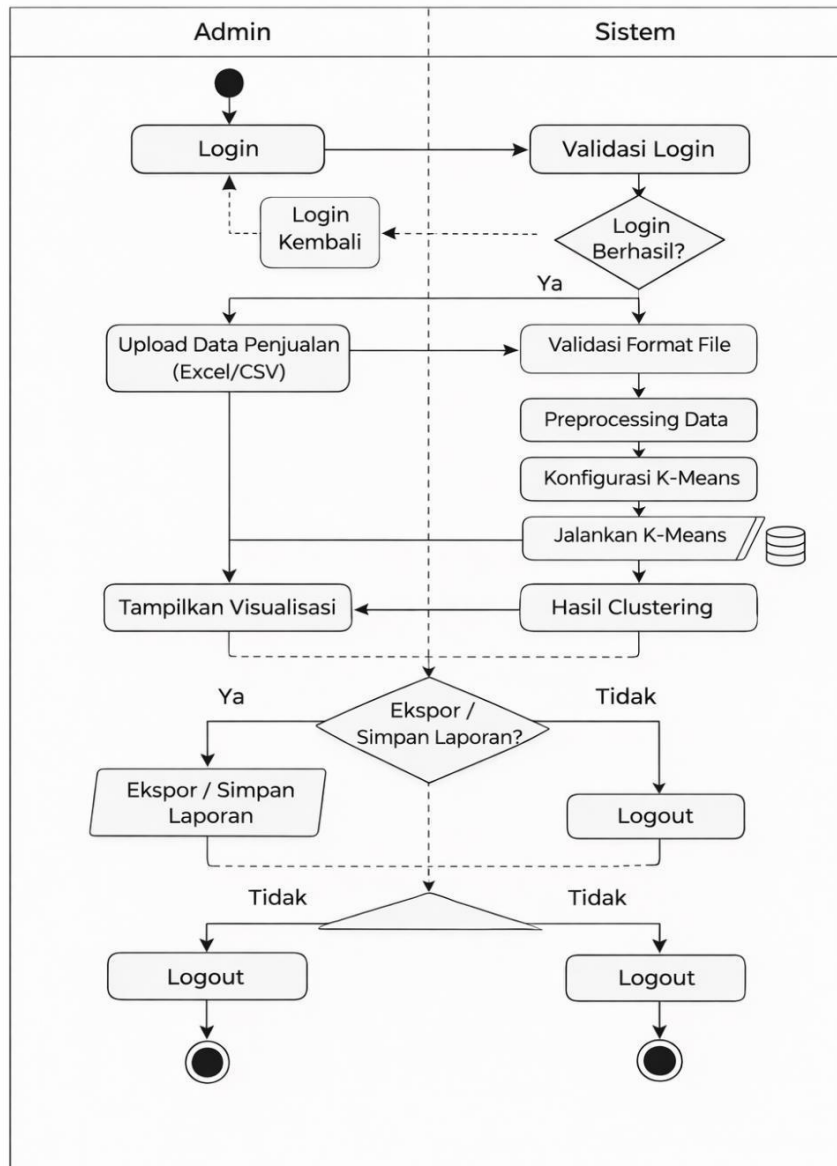 Admin
Sistem
Login
Validasi Login
Login
Kembali
Login
Berhasil?
Ya
Upload Data Penjualan
(Excel/CSV)
Validasi Format File
Preprocessing Data
Konfigurasi K-Means
Jalankan K-Means
Tampilkan Visualisasi
Hasil Clustering
Ya
Ekspor /
Simpan Laporan?
Tidak
Ekspor / Simpan
Laporan
Logout
Tidak
Tidak
Logout
Logout